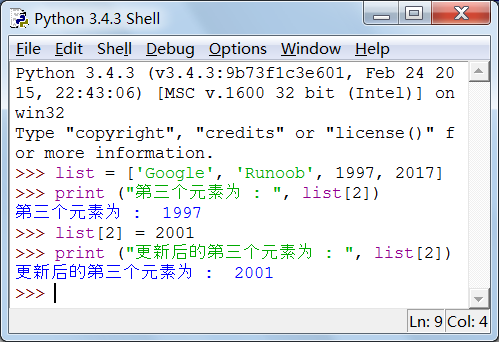 Python 3.4.3 Shell
File Edit Shell Debug Options Window Help
Python 3.4.3 (v3.4.3:9b73f1c3e601, Feb 24 20
15, 22:43:06) [MSC v.1600 32 bit (Intel)] on
win32
Type "copyright", "credits" or "license()" f
or more information.
>>> list = ['Google', 'Runoob', 1997, 2017]
>>> print ("第三个元素为 : ", list[2])
第三个元素为 :  1997
>>> list[2] = 2001
>>> print ("更新后的第三个元素为 : ", list[2])
更新后的第三个元素为 :  2001
>>>
Ln: 9 Col: 4